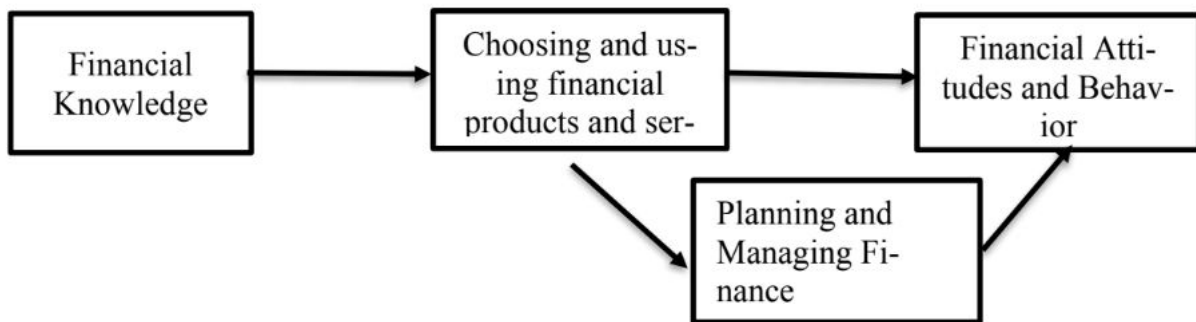 Financial
Knowledge
Choosing and us-
ing financial
products and ser-
Financial Atti-
tudes and Behav-
ior
Planning and
Managing Fi-
nance